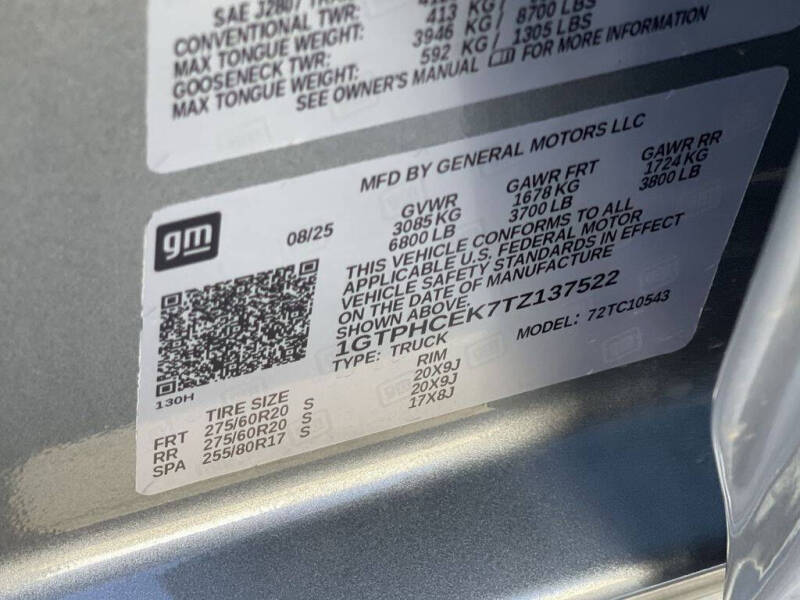 SAE J2807
CONVENTIONAL TWR:
MAX TONGUE WEIGHT: 413 KG /
GOOSENECK TWR: 3946 KG / 8700 LBS
MAX TONGUE WEIGHT: 592 KG / 1305 LBS
SEE OWNER'S MANUAL FOR MORE INFORMATION
MFD BY GENERAL MOTORS LLC
gm
08/25
GVWR GAWR FRT GAWR RR
3085 KG 1678 KG 1724 KG
6800 LB 3700 LB 3800 LB
THIS VEHICLE CONFORMS TO ALL
APPLICABLE U.S. FEDERAL MOTOR
VEHICLE SAFETY STANDARDS IN EFFECT
ON THE DATE OF MANUFACTURE
SHOWN ABOVE.
1GTPHCEK7TZ137522
TYPE: TRUCK MODEL: 72TC10543
130H
TIRE SIZE RIM
FRT 275/60R20 S 20X9J
RR 275/60R20 S 20X9J
SPA 255/80R17 S 17X8J